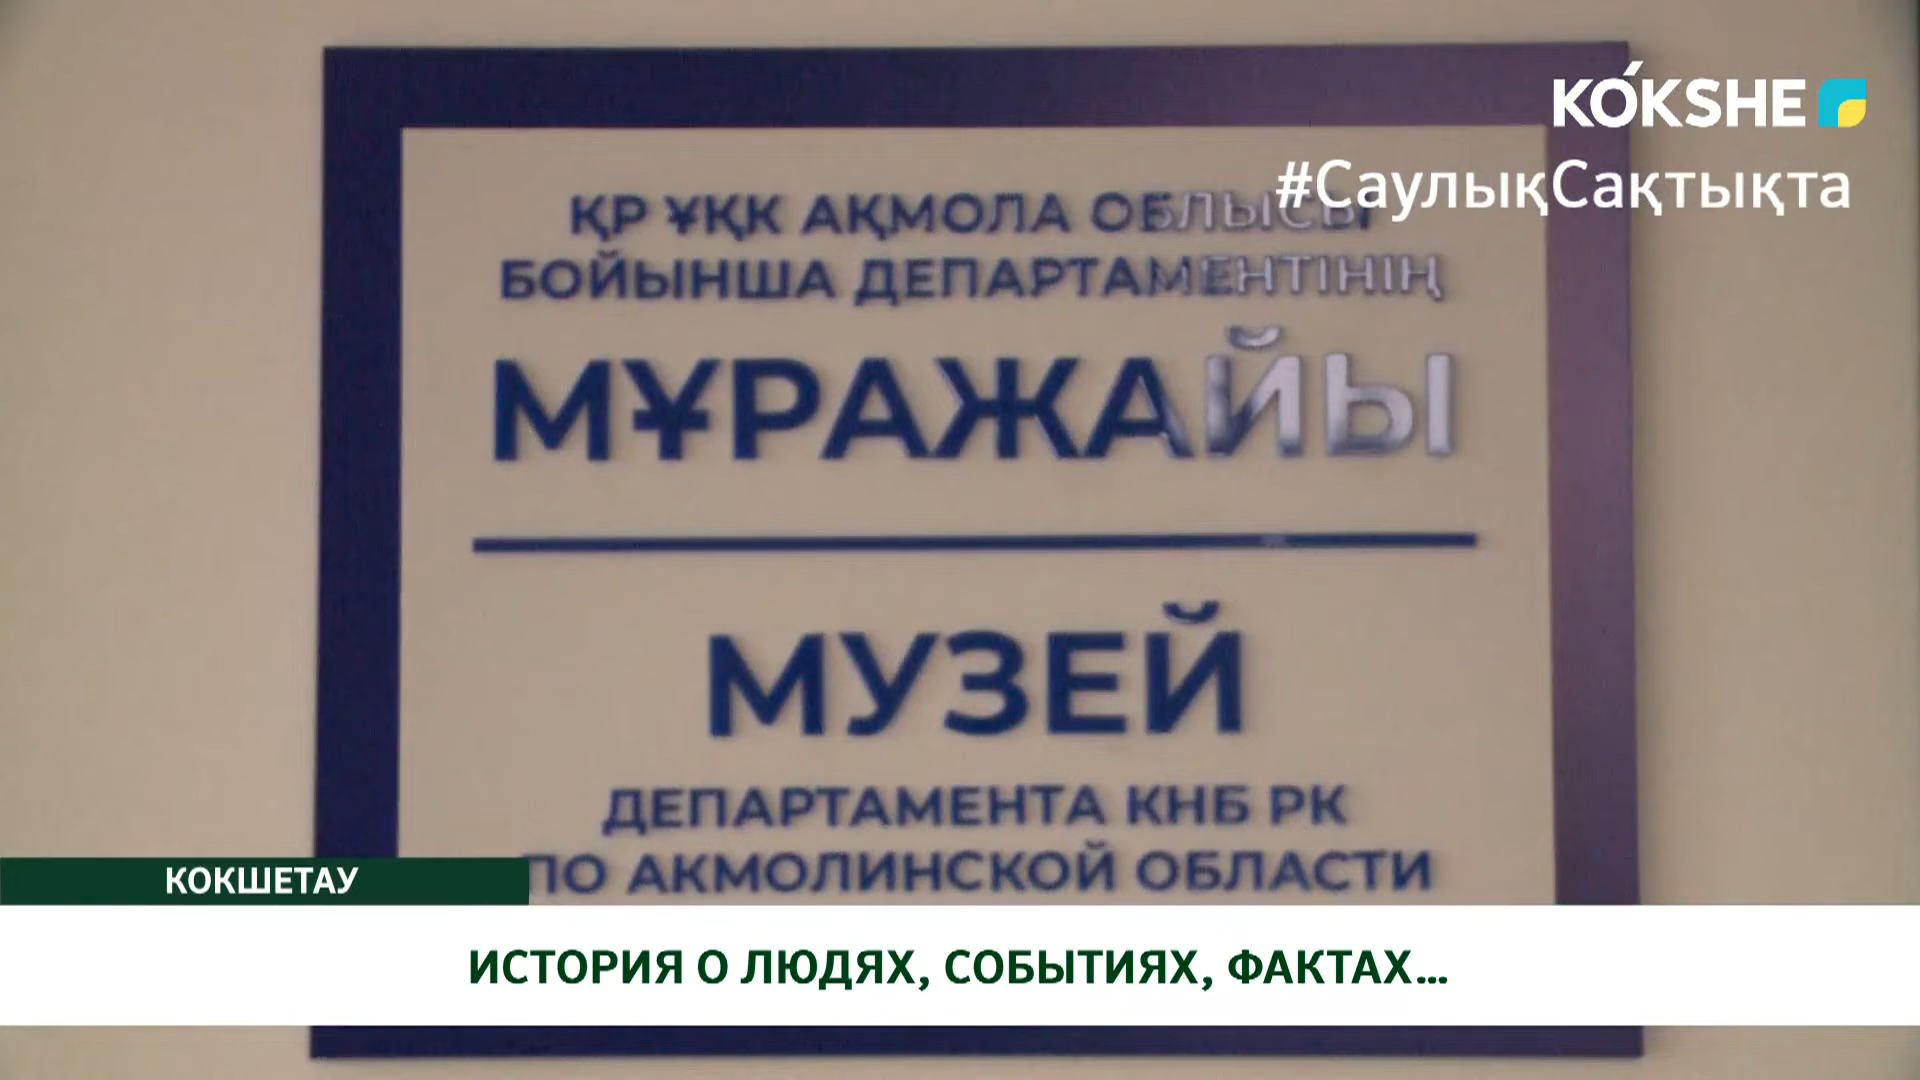 KÓKSHE
#СаулықСақтықта
ҚР ҰҚК АҚМОЛА ОБЛЫСЫ
БОЙЫНША ДЕПАРТАМЕНТІНІҢ
МҰРАЖАЙЫ
МУЗЕЙ
ДЕПАРТАМЕНТА КНБ РК
ПО АКМОЛИНСКОЙ ОБЛАСТИ
КОКШЕТАУ
ИСТОРИЯ О ЛЮДЯХ, СОБЫТИЯХ, ФАКТАХ...